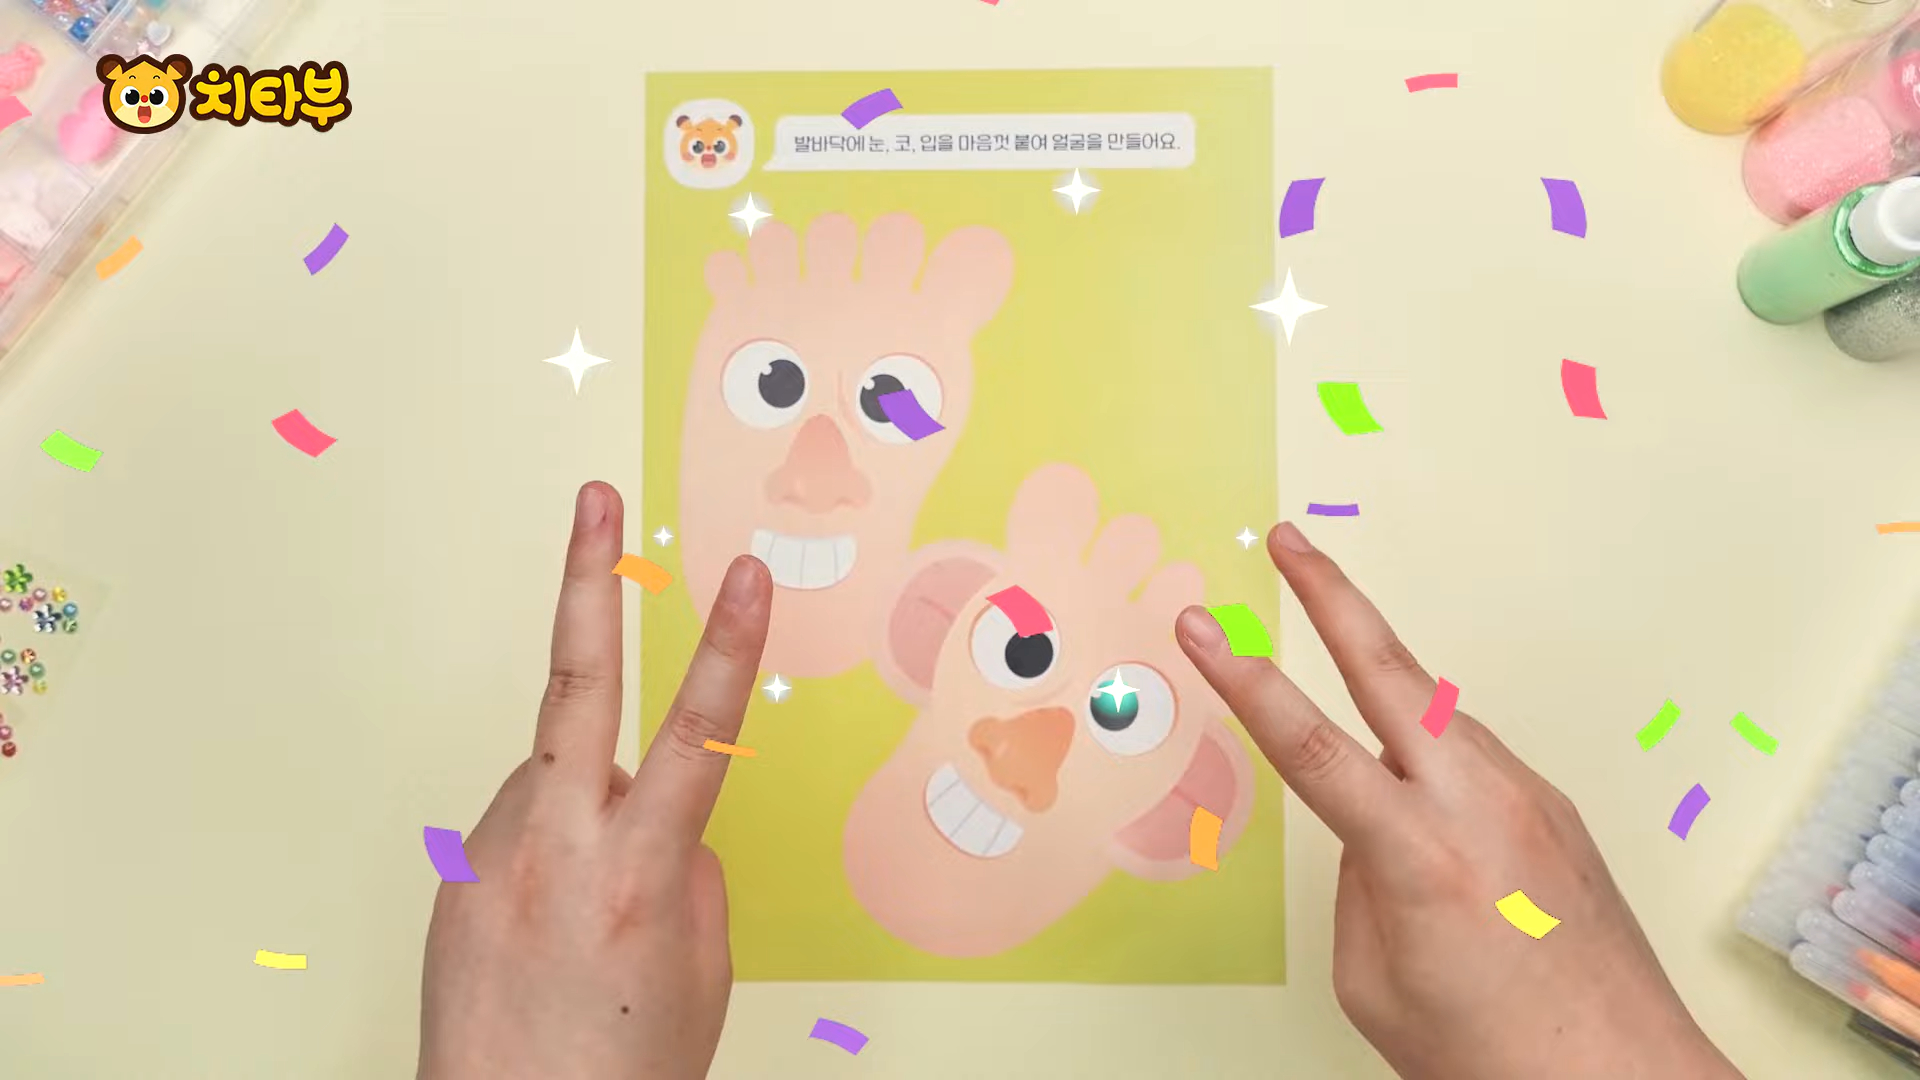 치타부
발바닥에 눈, 코, 입을 마음껏 붙여 얼굴을 만들어요.